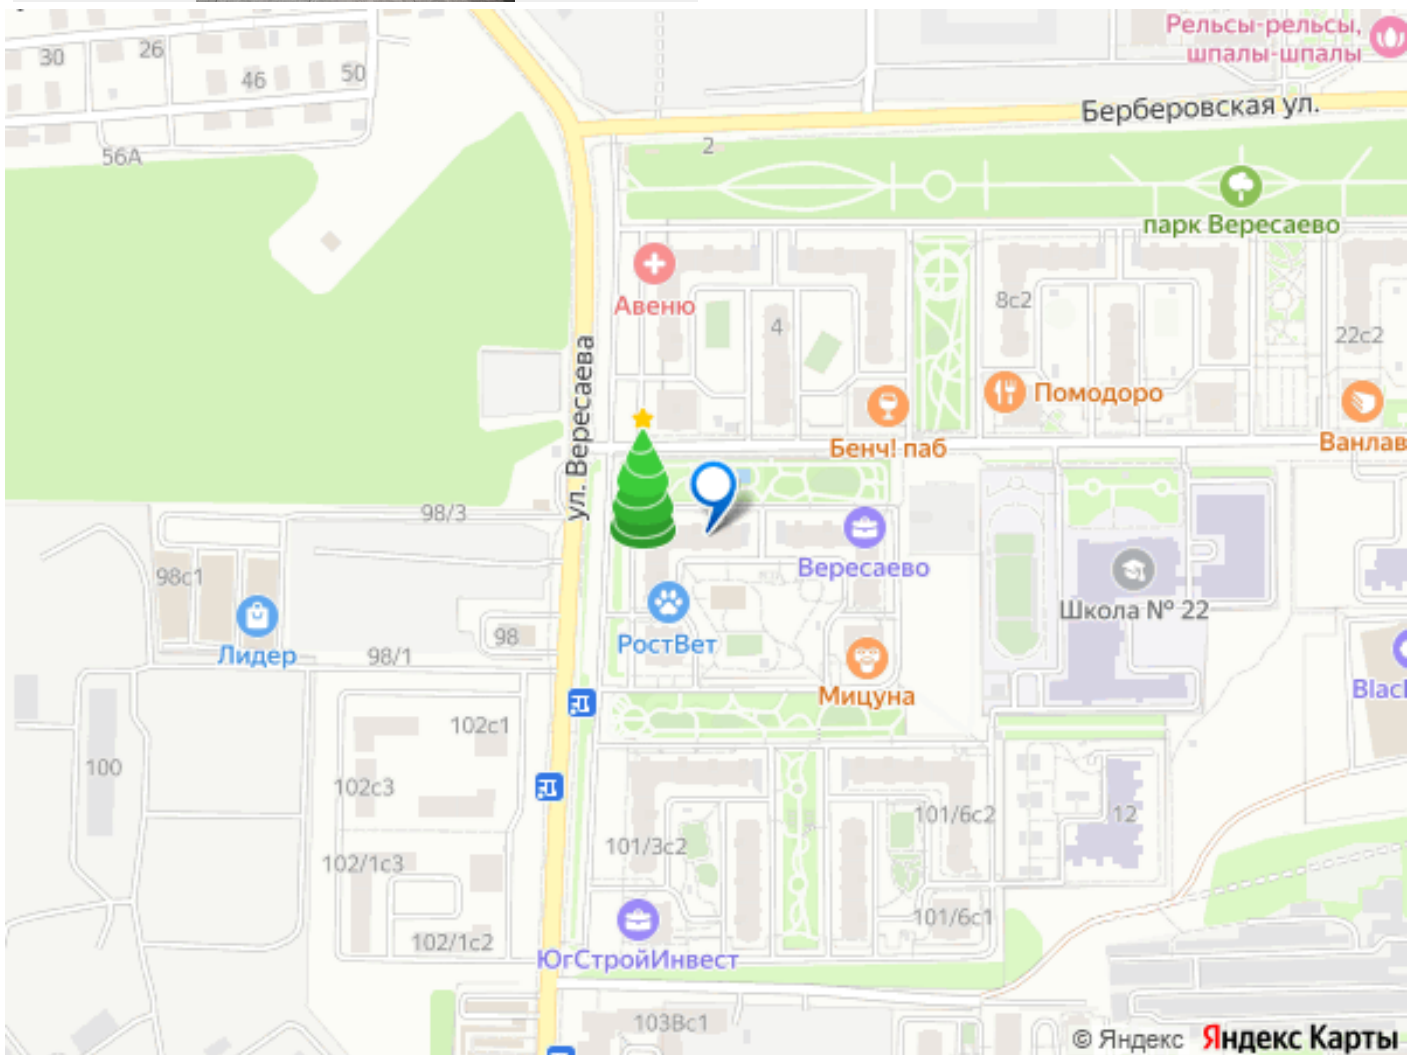 Рельсы-рельсы,
шпалы-шпалы
30
26
46
50
56А
Берберовская ул.
2
парк Вересаево
Авеню
4
8с2
22с2
ул. Вересаева
Помодоро
Бенч! паб
Ванлав
98/3
98с1
Лидер
98
98/1
Вересаево
РостВет
Мицуна
Школа № 22
Blac
100
102с1
102с3
102/1с3
102/1с2
101/3с2
101/6с2
12
101/6с1
ЮгСтройИнвест
103Вс1
© Яндекс Яндекс Карты